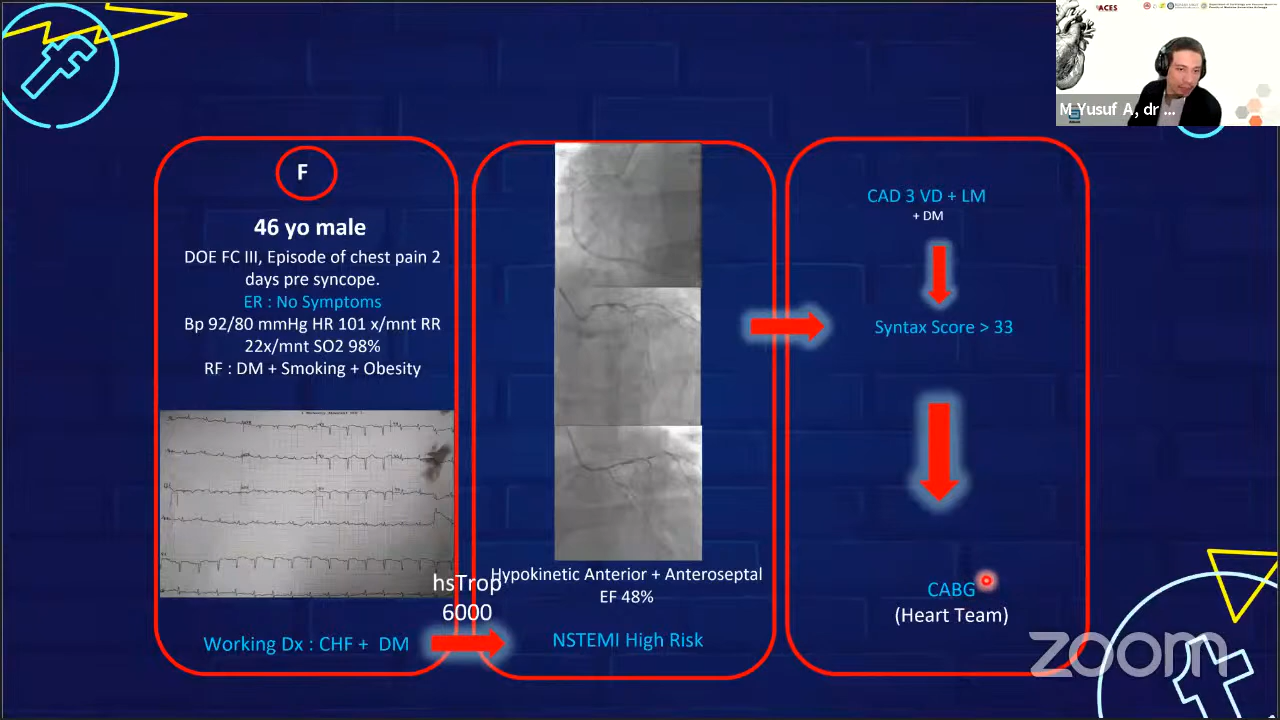 ACES
M Yusuf A, dr ...
F
46 yo male
DOE FC III, Episode of chest pain 2
days pre syncope.
ER : No Symptoms
Bp 92/80 mmHg HR 101 x/mnt RR
22x/mnt SO2 98%
RF : DM + Smoking + Obesity
hsTrop
6000
Working Dx : CHF + DM
Hypokinetic Anterior + Anteroseptal
EF 48%
NSTEMI High Risk
CAD 3 VD + LM
+ DM
Syntax Score > 33
CABG
(Heart Team)
zoom